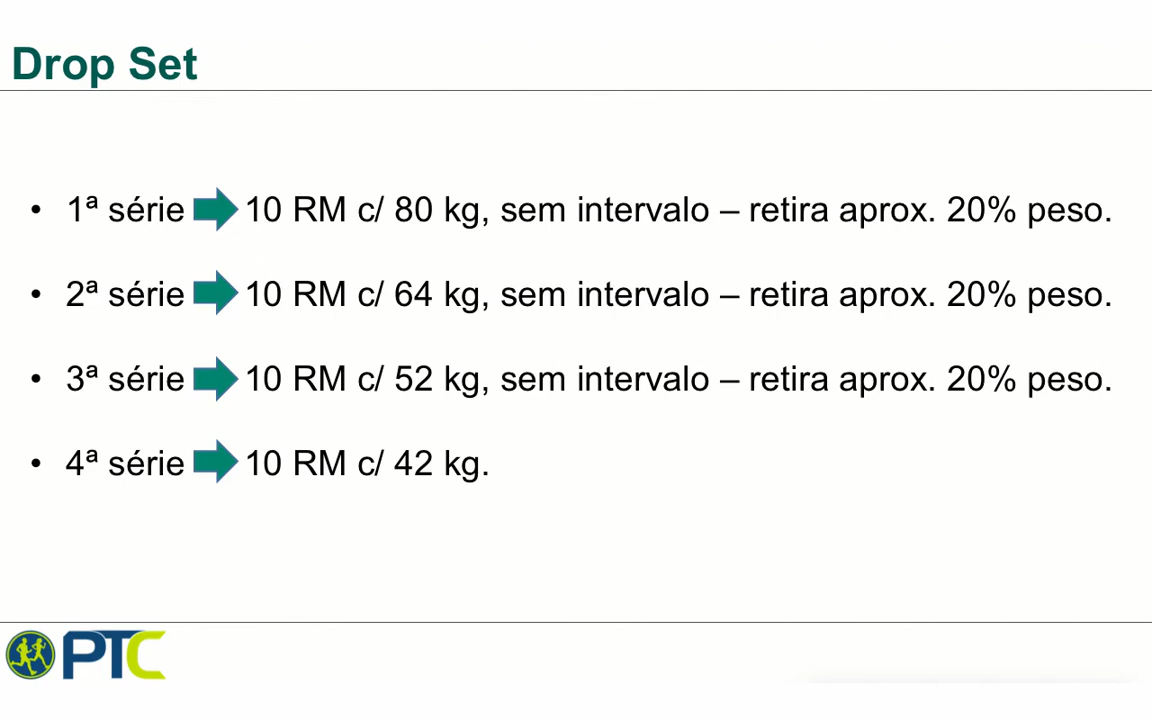 Drop Set
• 1ª série 10 RM c/ 80 kg, sem intervalo – retira aprox. 20% peso.
• 2ª série 10 RM c/ 64 kg, sem intervalo – retira aprox. 20% peso.
• 3ª série 10 RM c/ 52 kg, sem intervalo – retira aprox. 20% peso.
• 4ª série 10 RM c/ 42 kg.
PTC